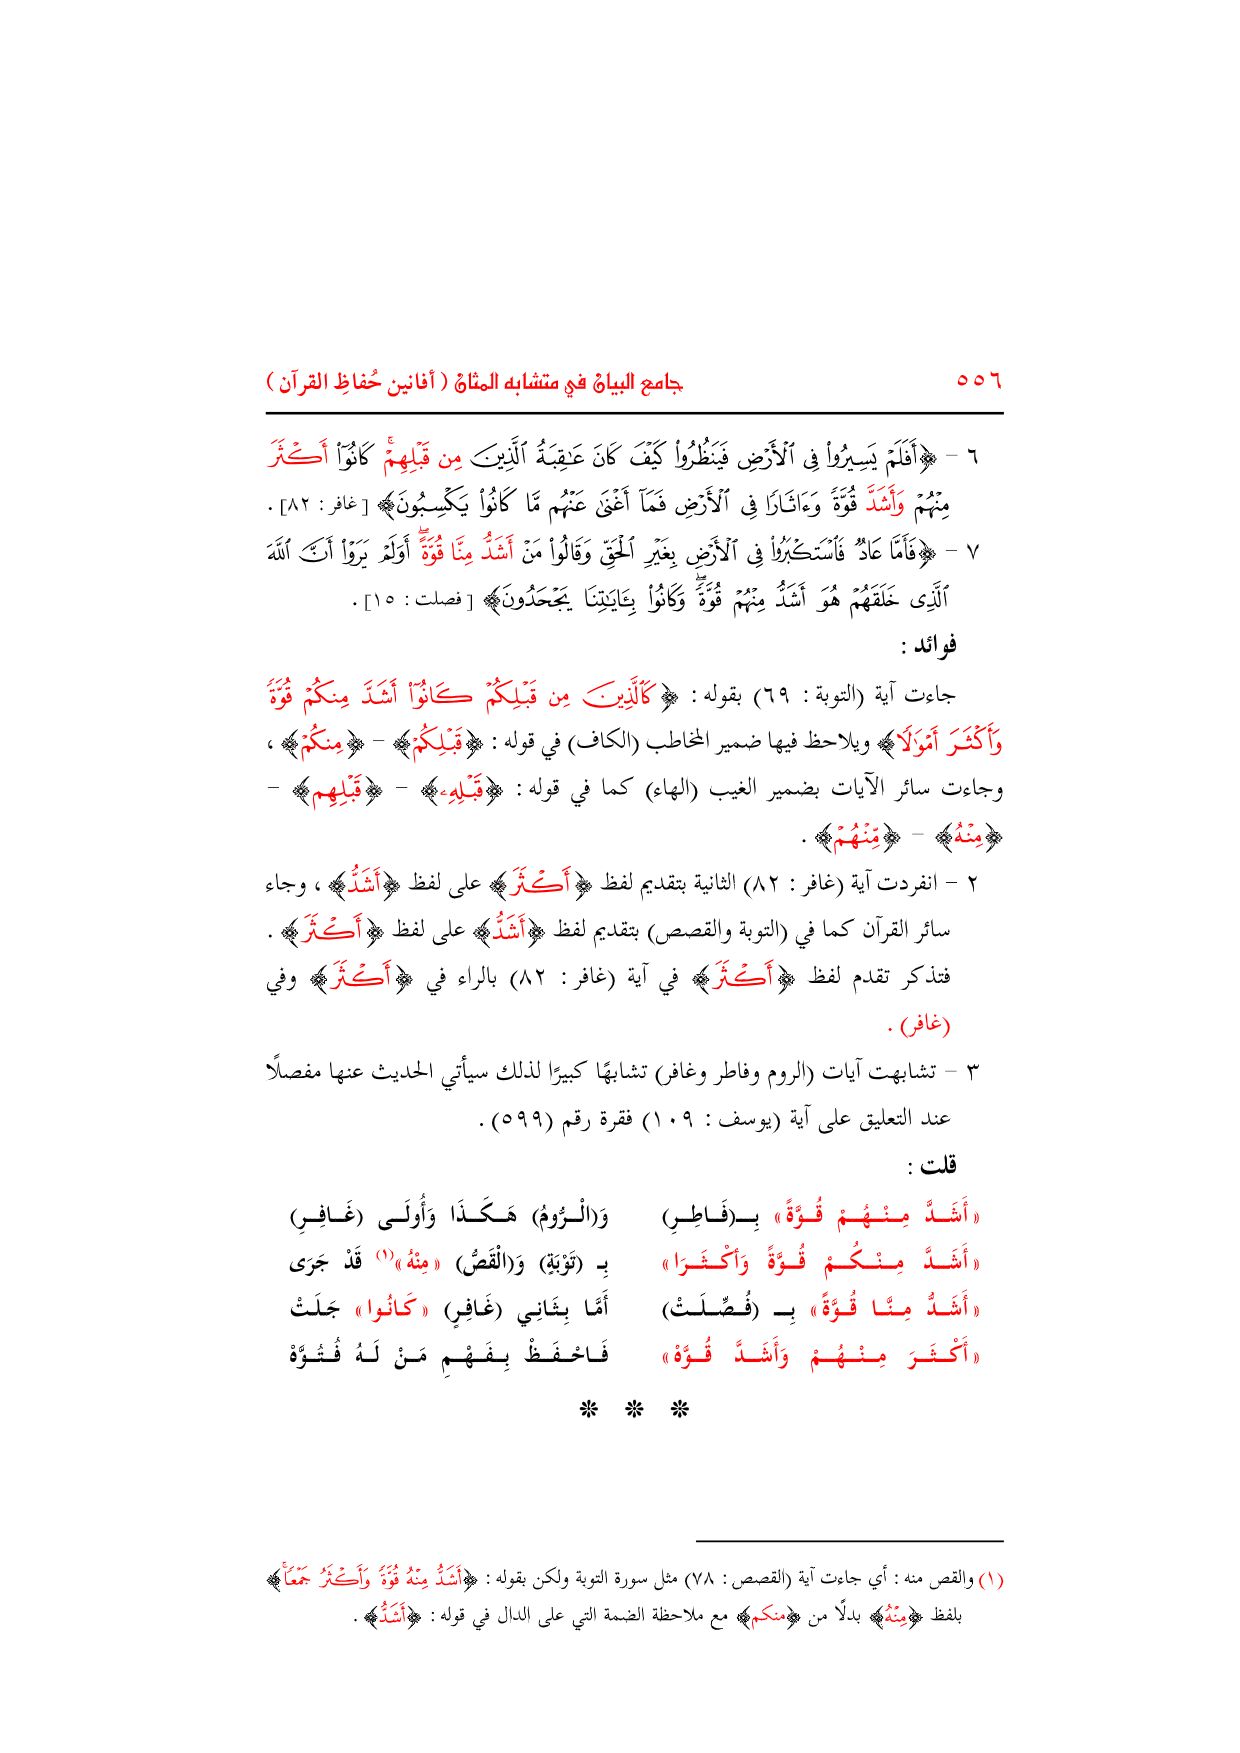 ٥٥٦
جامع البيان في متشابه المثان ( أفانين حُفاظِ القرآن )
٦ - ﴿أَفَلَمۡ يَسِيرُواْ فِي ٱلۡأَرۡضِ فَيَنظُرُواْ كَيۡفَ كَانَ عَٰقِبَةُ ٱلَّذِينَ مِن قَبۡلِهِمۡۚ كَانُوٓاْ أَكۡثَرَ
مِنۡهُمۡ وَأَشَدَّ قُوَّةٗ وَءَاثَارٗا فِي ٱلۡأَرۡضِ فَمَآ أَغۡنَىٰ عَنۡهُم مَّا كَانُواْ يَكۡسِبُونَ﴾ [غافر : ٨٢] .
٧ - ﴿فَأَمَّا عَادٞ فَٱسۡتَكۡبَرُواْ فِي ٱلۡأَرۡضِ بِغَيۡرِ ٱلۡحَقِّ وَقَالُواْ مَنۡ أَشَدُّ مِنَّا قُوَّةًۖ أَوَلَمۡ يَرَوۡاْ أَنَّ ٱللَّهَ
ٱلَّذِي خَلَقَهُمۡ هُوَ أَشَدُّ مِنۡهُمۡ قُوَّةٗۖ وَكَانُواْ بِـَٔايَٰتِنَا يَجۡحَدُونَ﴾ [فصلت : ١٥] .
فوائد :
جاءت آية (التوبة : ٦٩) بقوله : ﴿كَٱلَّذِينَ مِن قَبۡلِكُمۡ كَانُوٓاْ أَشَدَّ مِنكُمۡ قُوَّةٗ
وَأَكۡثَرَ أَمۡوَٰلٗا﴾ ويلاحظ فيها ضمير المخاطب (الكاف) في قوله : ﴿قَبۡلِكُمۡ﴾ - ﴿مِنكُمۡ﴾ ،
وجاءت سائر الآيات بضمير الغيب (الهاء) كما في قوله : ﴿قَبۡلِهِۦ﴾ - ﴿قَبۡلِهِم﴾ -
﴿مِنۡهُ﴾ - ﴿مِّنۡهُمۡ﴾ .
٢ - انفردت آية (غافر : ٨٢) الثانية بتقديم لفظ ﴿أَكۡثَرَ﴾ على لفظ ﴿أَشَدُّ﴾ ، وجاء
سائر القرآن كما في (التوبة والقصص) بتقديم لفظ ﴿أَشَدُّ﴾ على لفظ ﴿أَكۡثَرَ﴾ .
فتذكر تقدم لفظ ﴿أَكۡثَرَ﴾ في آية (غافر : ٨٢) بالراء في ﴿أَكۡثَرَ﴾ وفي
(غافر) .
٣ - تشابهت آيات (الروم وفاطر وغافر) تشابهًا كبيرًا لذلك سيأتي الحديث عنها مفصلًا
عند التعليق على آية (يوسف : ١٠٩) فقرة رقم (٥٩٩) .
قلت :
«أَشَدَّ مِنْهُمْ قُوَّةً» بِـ(فَاطِرِ) وَ(الْرُّومُ) هَكَذَا وَأُولَى (غَافِرِ)
«أَشَدَّ مِنْكُمْ قُوَّةً وَأكْثَرَا» بِـ (تَوْبَةٍ) وَ(الْقَصُّ) «مِنْهُ»(١) قَدْ جَرَى
«أَشَدُّ مِنَّا قُوَّةً» بِـ (فُصِّلَتْ) أَمَّا بِثَانِي (غَافِرٍ) «كَانُوا» جَلَتْ
«أَكْثَرَ مِنْهُمْ وَأَشَدَّ قُوَّهْ» فَاحْفَظْ بِفَهْمِ مَنْ لَهُ فُتُوَّهْ
(١) والقص منه : أي جاءت آية (القصص : ٧٨) مثل سورة التوبة ولكن بقوله : ﴿أَشَدُّ مِنۡهُ قُوَّةٗ وَأَكۡثَرُ جَمۡعٗاۚ﴾
بلفظ ﴿مِنۡهُ﴾ بدلًا من ﴿منكم﴾ مع ملاحظة الضمة التي على الدال في قوله : ﴿أَشَدُّ﴾ .